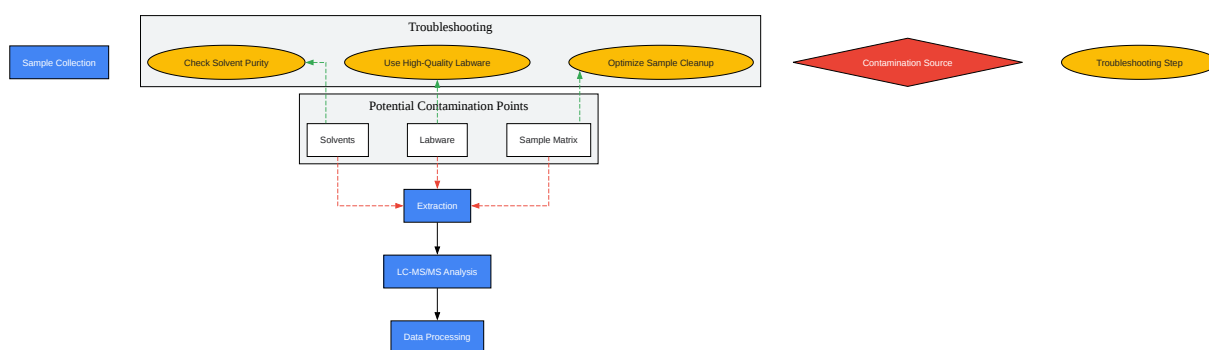 Troubleshooting
Sample Collection
Check Solvent Purity
Use High-Quality Labware
Optimize Sample Cleanup
Contamination Source
Troubleshooting Step
Potential Contamination Points
Solvents
Labware
Sample Matrix
Extraction
LC-MS/MS Analysis
Data Processing